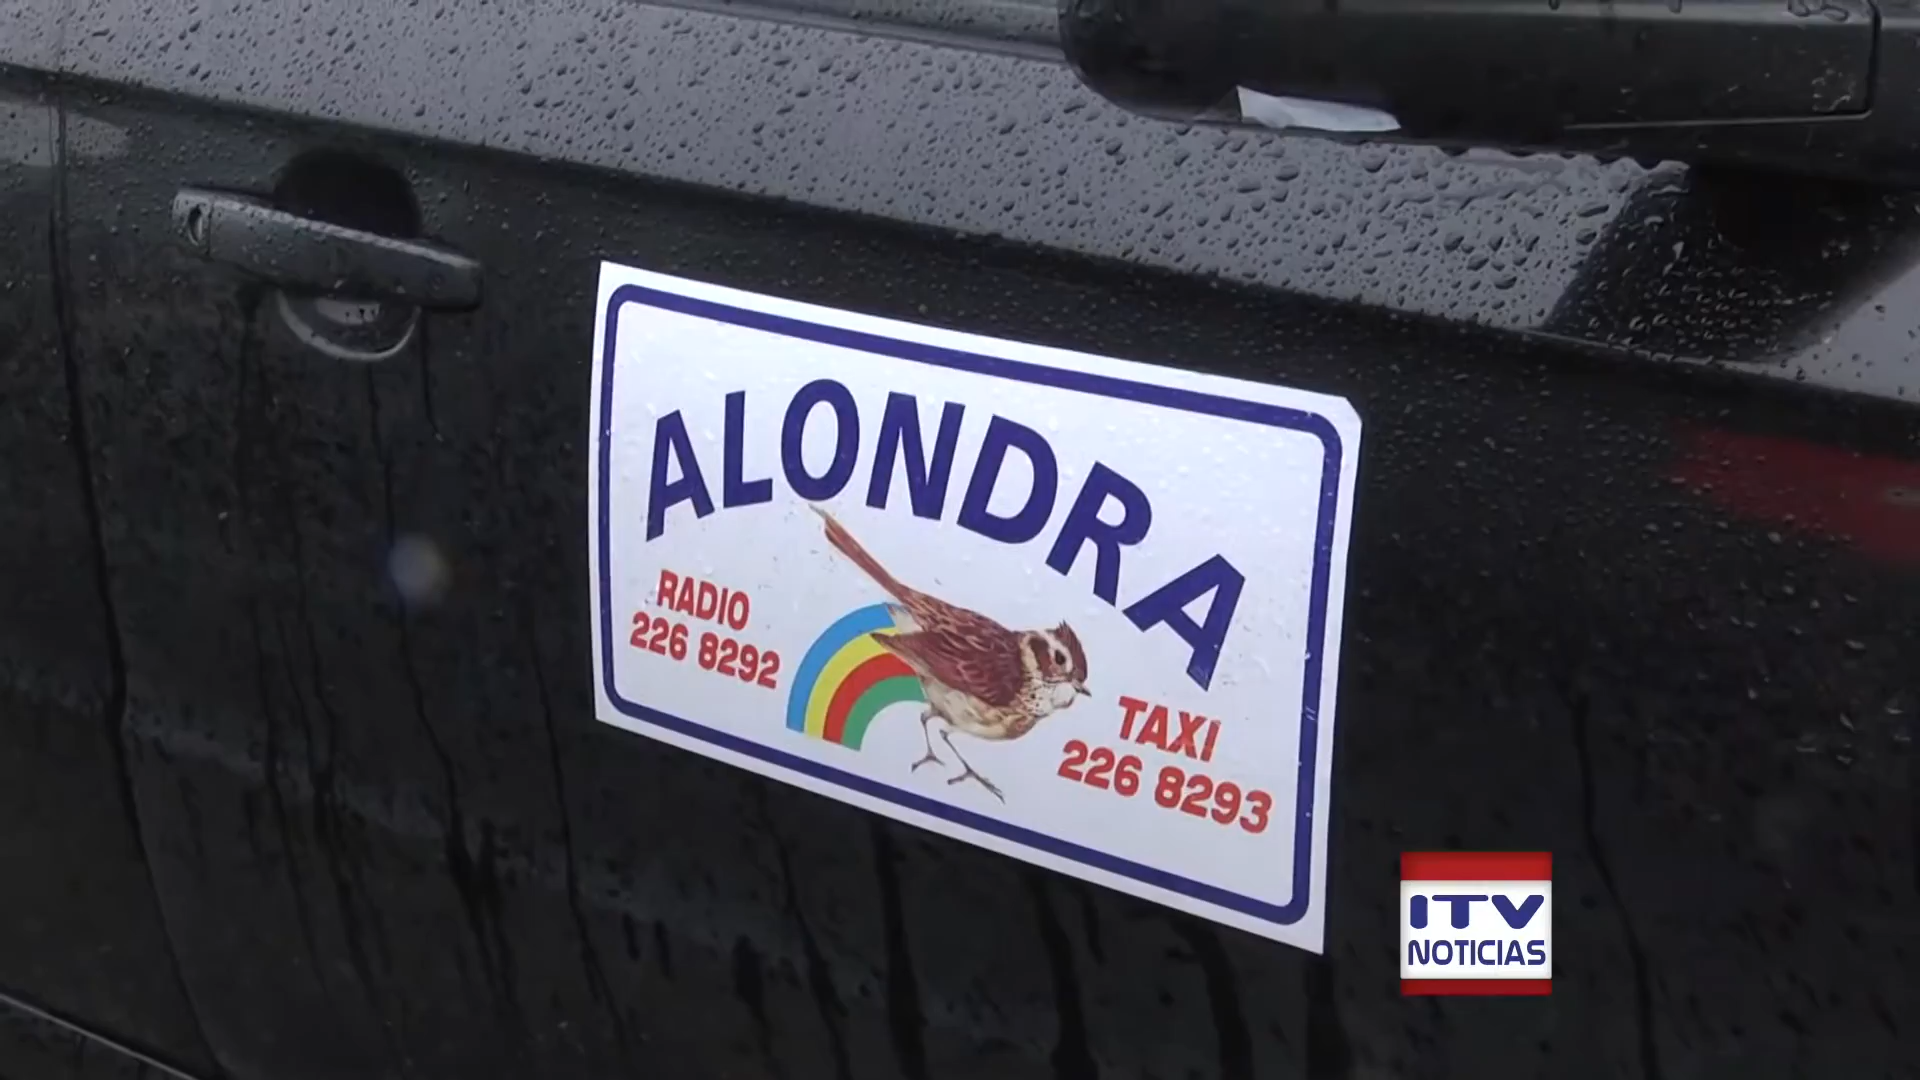 ALONDRA
RADIO
226 8292
TAXI
226 8293
ITV
NOTICIAS